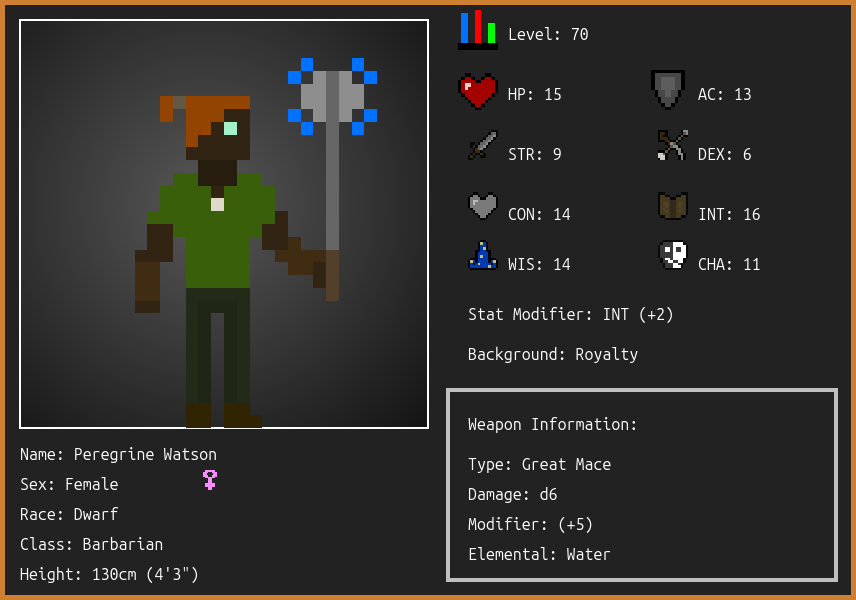 Level: 70
HP: 15
AC: 13
STR: 9
DEX: 6
CON: 14
INT: 16
WIS: 14
CHA: 11
Stat Modifier: INT (+2)
Background: Royalty
Weapon Information:
Type: Great Mace
Damage: d6
Modifier: (+5)
Elemental: Water
Name: Peregrine Watson
Sex: Female
Race: Dwarf
Class: Barbarian
Height: 130cm (4'3")